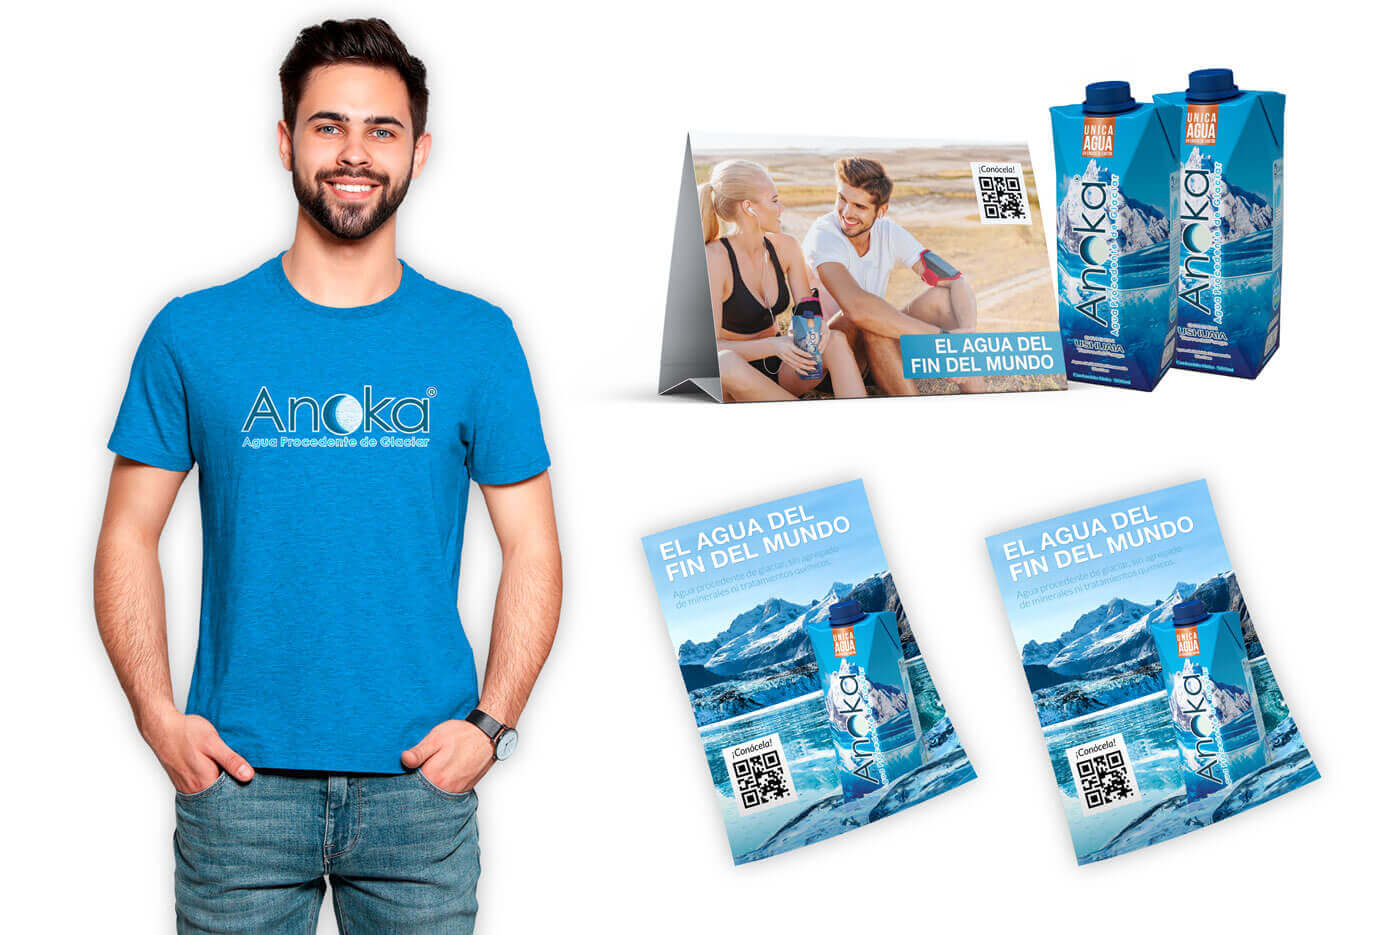 Anoka®
Agua Procedente de Glaciar
¡Conócela!
EL AGUA DEL
FIN DEL MUNDO
UNICA
AGUA
Anoka
Agua Procedente de Glaciar
USHUAIA
UNICA
AGUA
Anoka
Agua Procedente de Glaciar
USHUAIA
EL AGUA DEL
FIN DEL MUNDO
Agua procedente de glaciar, sin agregado
de minerales ni tratamientos químicos.
UNICA
AGUA
Anoka
¡Conócela!
EL AGUA DEL
FIN DEL MUNDO
Agua procedente de glaciar, sin agregado
de minerales ni tratamientos químicos.
UNICA
AGUA
Anoka
¡Conócela!